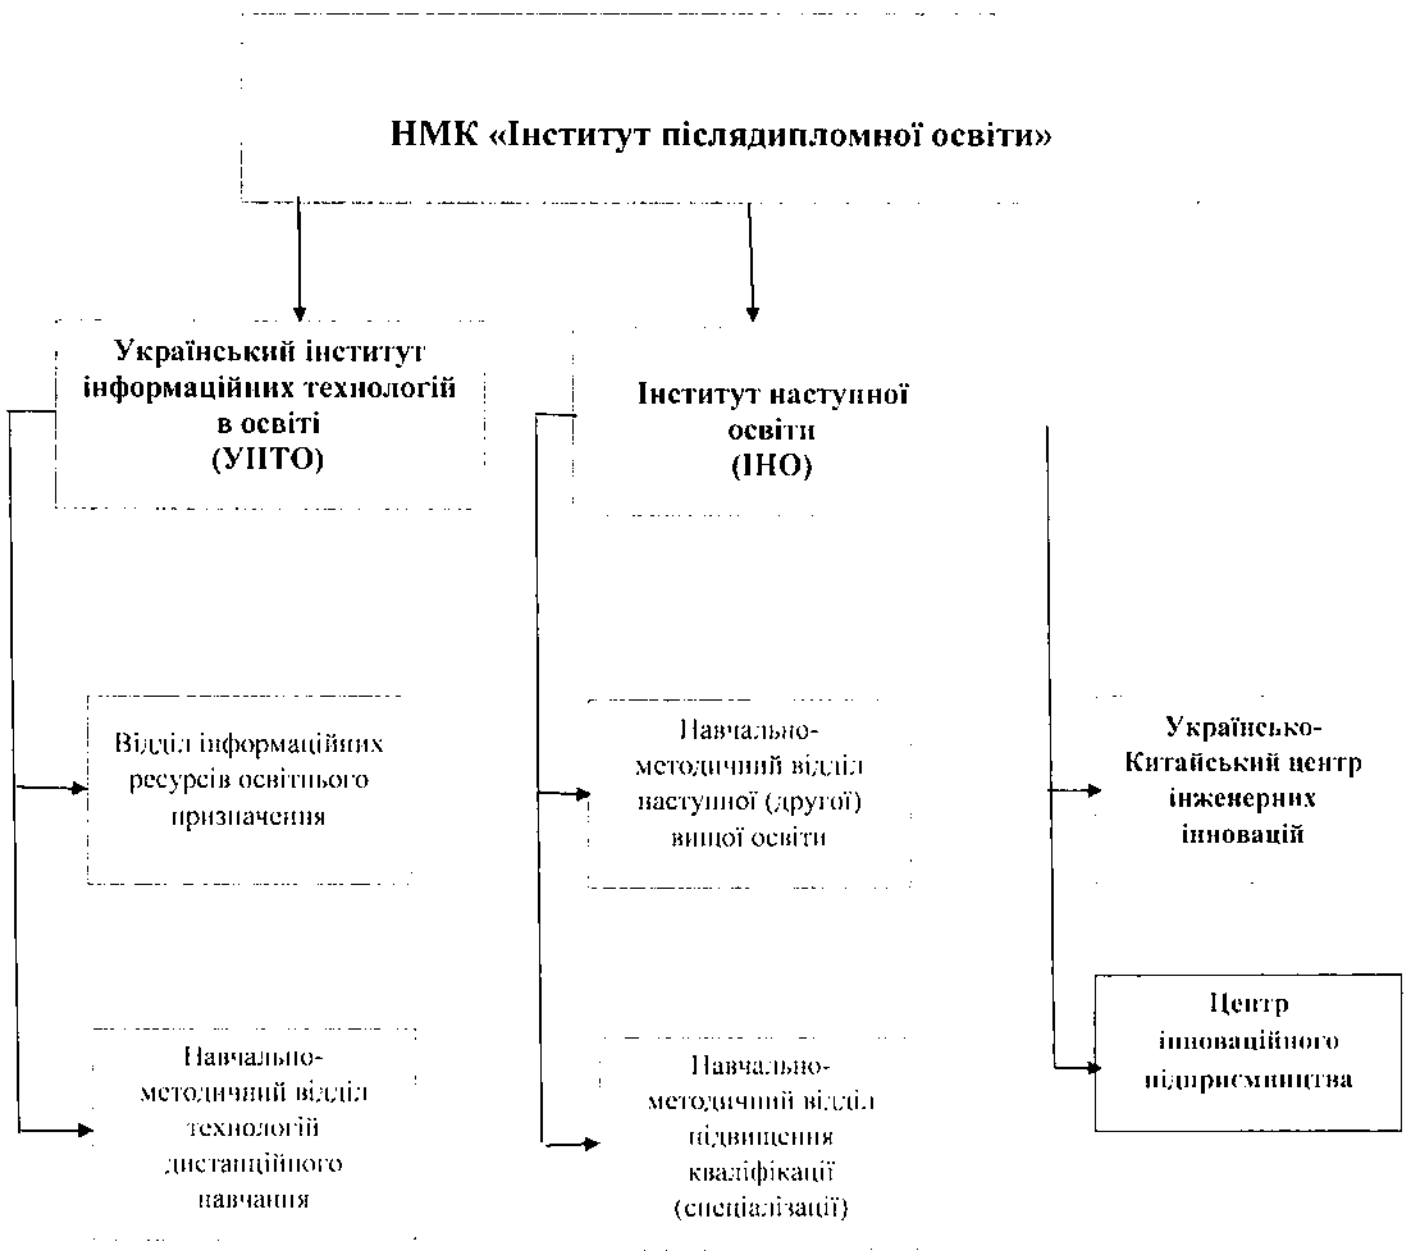 НМК «Інститут післядипломної освіти»
Український інститут
інформаційних технологій
в освіті
(УІІТО)
Інститут наступної
освіти
(ІНО)
Відділ інформаційних
ресурсів освітнього
призначення
Навчально-
методичний відділ
наступної (другої)
вищої освіти
Українсько-
Китайський центр
інженерних
інновацій
Навчально-
методичний відділ
технологій
дистанційного
навчання
Навчально-
методичний відділ
підвищення
кваліфікації
(спеціалізації)
Центр
інноваційного
підприємництва